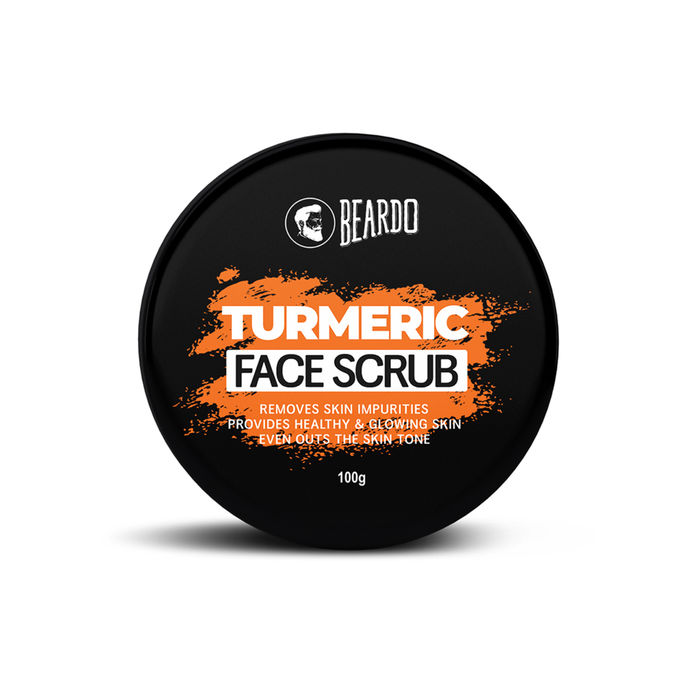 BEARDO
TURMERIC
FACE SCRUB
REMOVES SKIN IMPURITIES
PROVIDES HEALTHY & GLOWING SKIN
EVEN OUTS THE SKIN TONE
100g